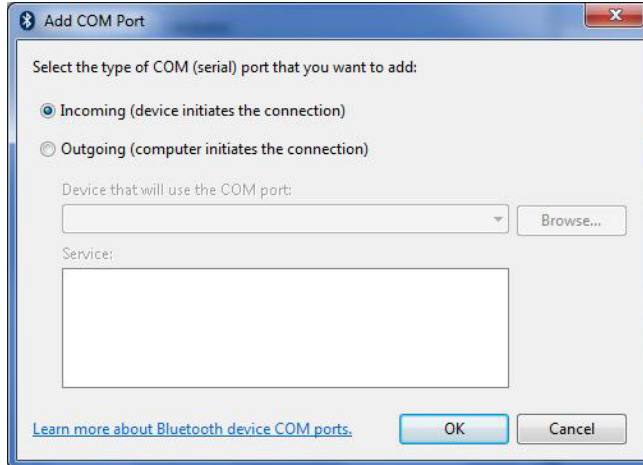 Add COM Port
Select the type of COM (serial) port that you want to add:
Incoming (device initiates the connection)
Outgoing (computer initiates the connection)
Device that will use the COM port:
Browse...
Service:
Learn more about Bluetooth device COM ports.
OK
Cancel